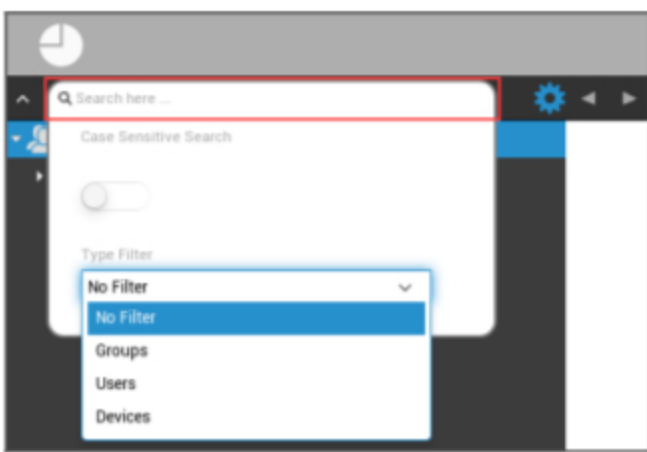 Search here ...
Case Sensitive Search
Type Filter
No Filter
No Filter
Groups
Users
Devices